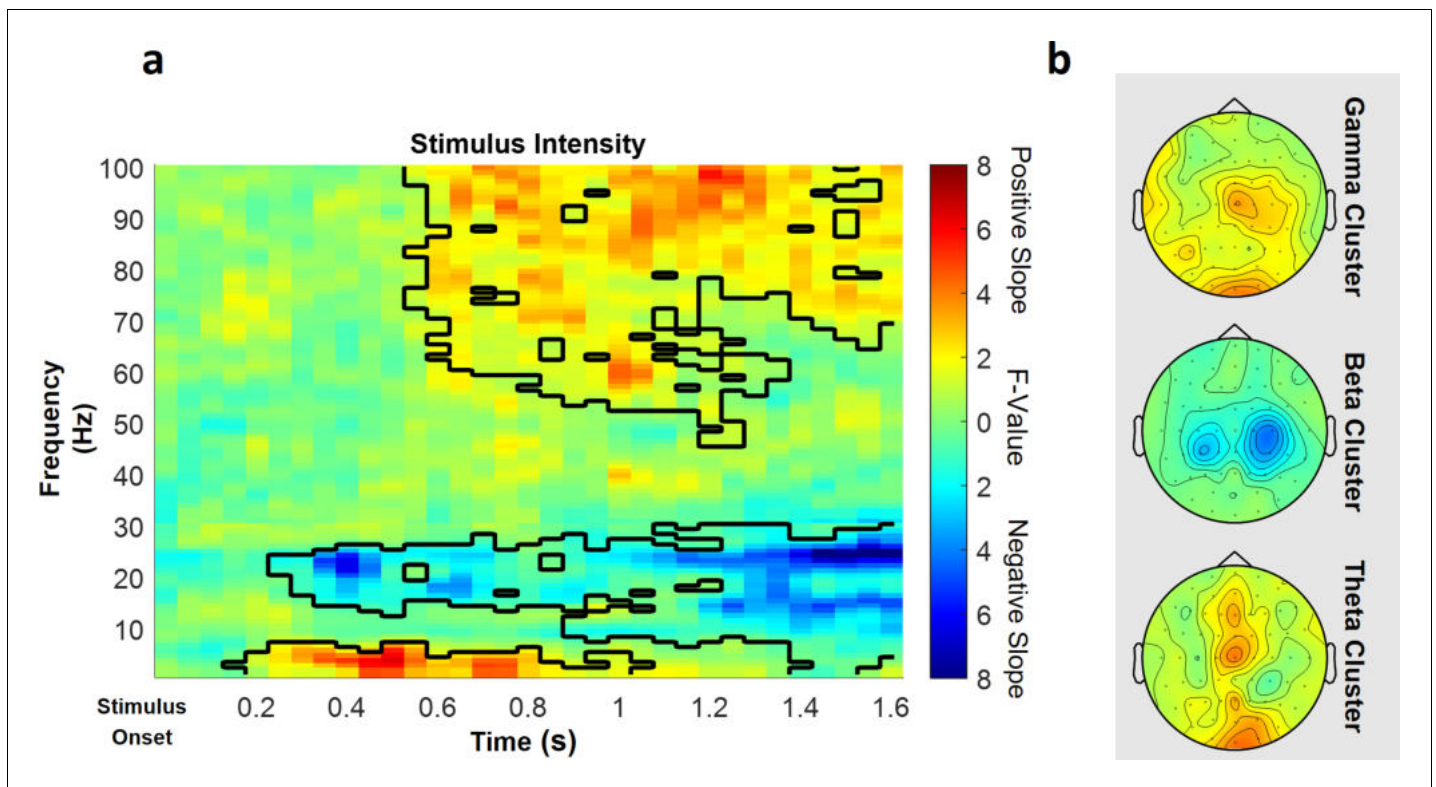 a
b
Stimulus Intensity
100
90
80
70
60
50
40
30
20
10
Frequency
(Hz)
Stimulus
Onset
0.2
0.4
0.6
0.8
1
1.2
1.4
1.6
Time (s)
8
6
4
2
0
2
4
6
8
Positive Slope
F-Value
Negative Slope
Gamma Cluster
Beta Cluster
Theta Cluster